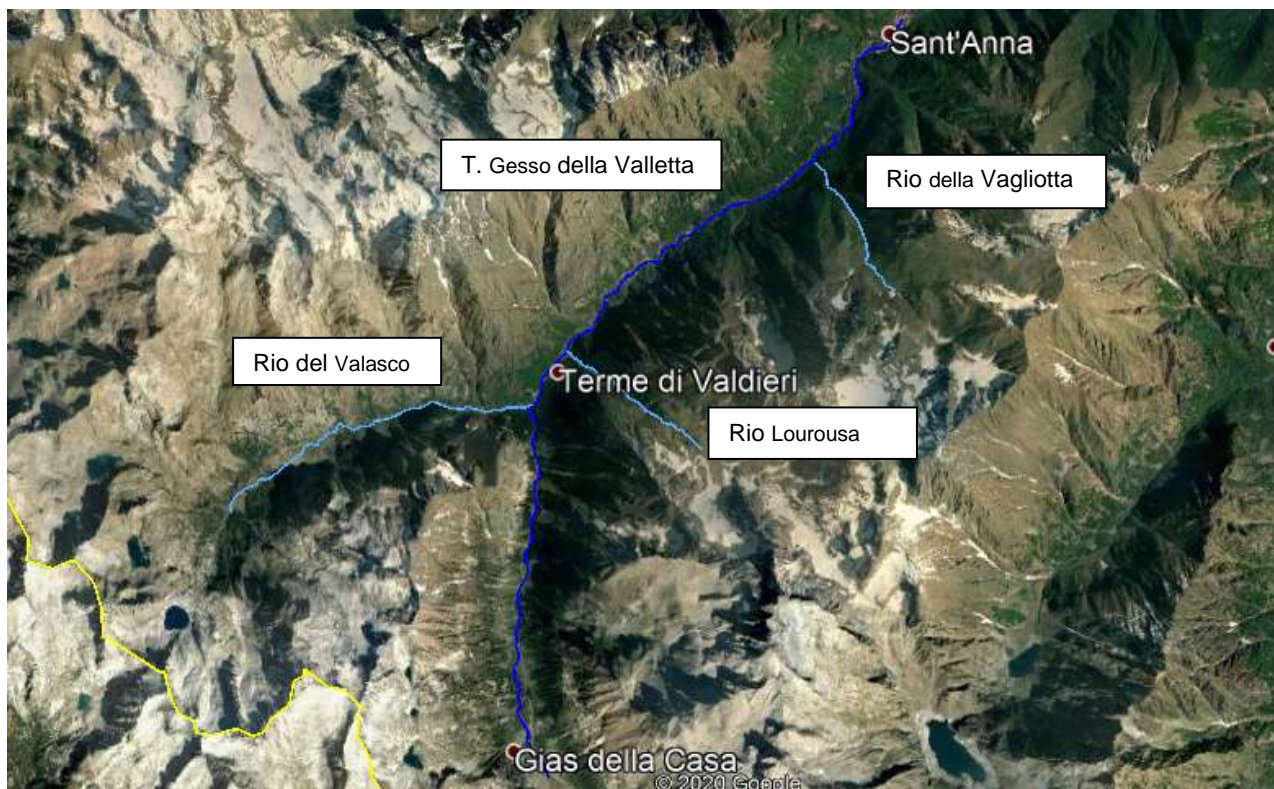 Sant'Anna
T. Gesso della Valletta
Rio della Vagliotta
Rio del Valasco
Terme di Valdieri
Rio Lourousa
Gias della Casa
© 2020 Google